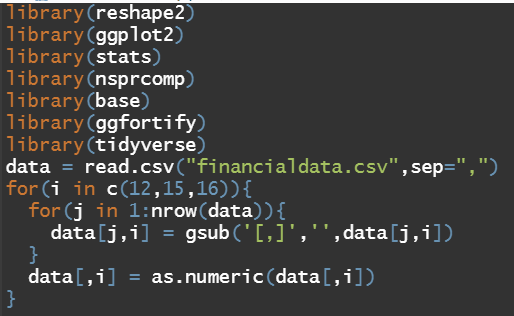 library(reshape2)
library(ggplot2)
library(stats)
library(nsprcomp)
library(base)
library(ggfortify)
library(tidyverse)
data = read.csv("financialdata.csv",sep=",")
for(i in c(12,15,16)){
  for(j in 1:nrow(data)){
    data[j,i] = gsub('[,]','',data[j,i])
  }
  data[,i] = as.numeric(data[,i])
}